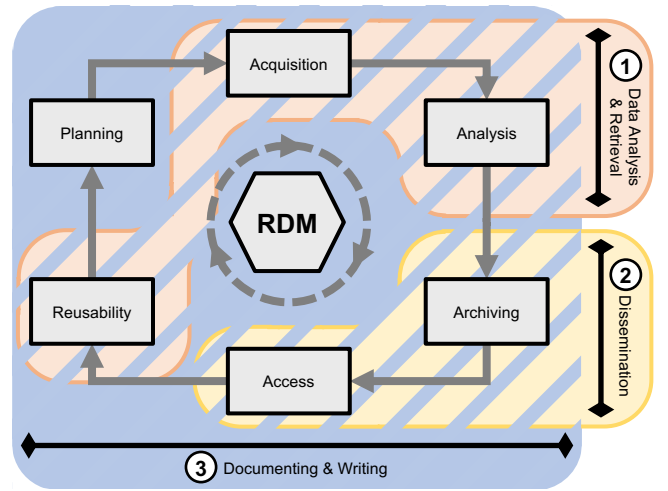 Acquisition
1
Data Analysis
& Retrieval
Planning
Analysis
RDM
2
Dissemination
Reusability
Archiving
Access
3 Documenting & Writing